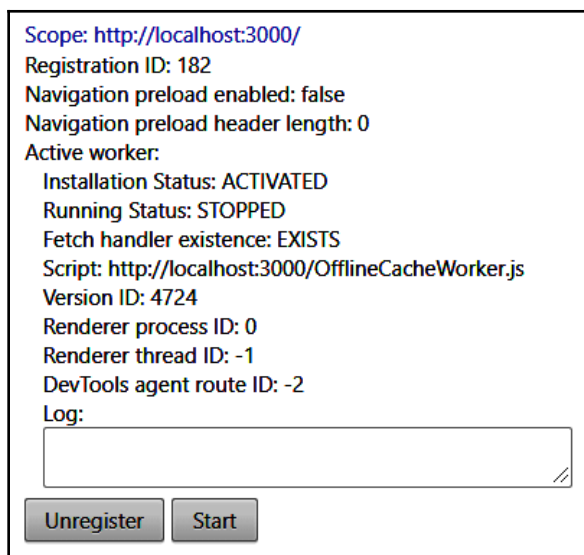 Scope: http://localhost:3000/
Registration ID: 182
Navigation preload enabled: false
Navigation preload header length: 0
Active worker:
Installation Status: ACTIVATED
Running Status: STOPPED
Fetch handler existence: EXISTS
Script: http://localhost:3000/OfflineCacheWorker.js
Version ID: 4724
Renderer process ID: 0
Renderer thread ID: -1
DevTools agent route ID: -2
Log:
Unregister Start